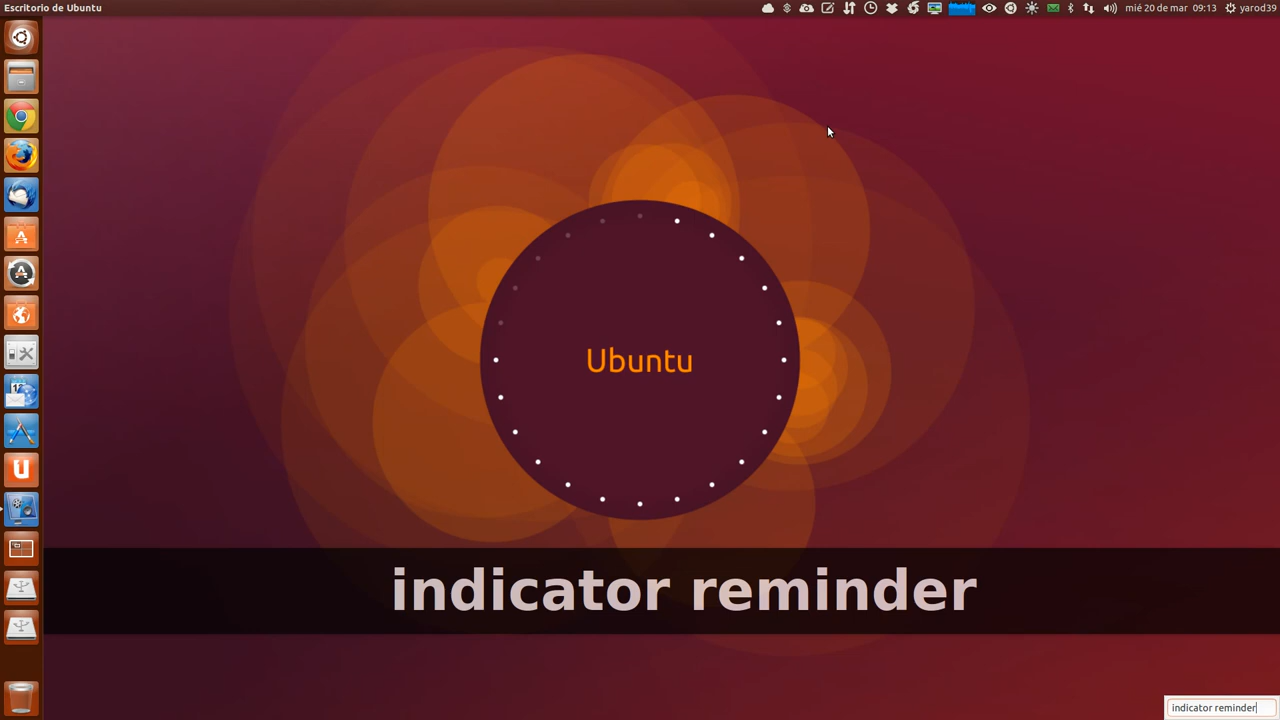 Escritorio de Ubuntu
mié 20 de mar 09:13 yarod39
Ubuntu
indicator reminder
indicator reminder